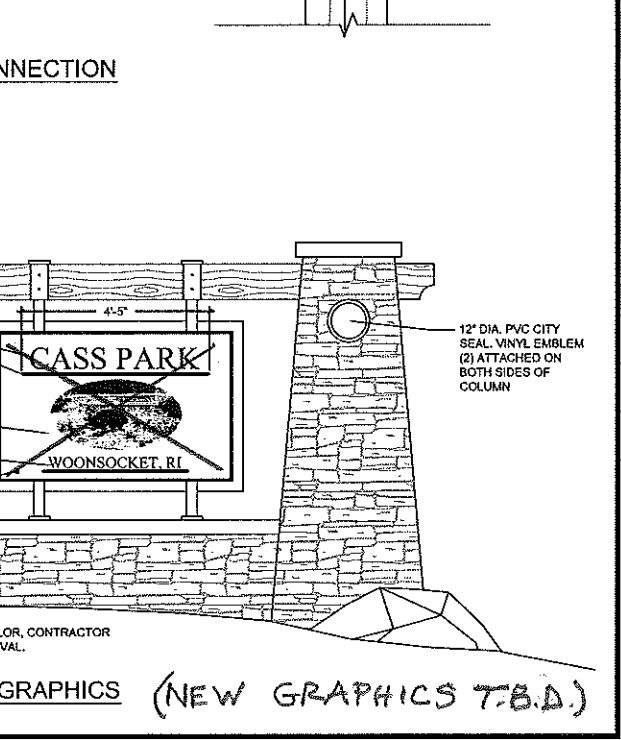 NNECTION
4'-5"
CASS PARK
WOONSOCKET, RI
12" DIA. PVC CITY
SEAL. VINYL EMBLEM
(2) ATTACHED ON
BOTH SIDES OF
COLUMN
LOR, CONTRACTOR
VAL.
GRAPHICS (NEW GRAPHICS T.B.D.)